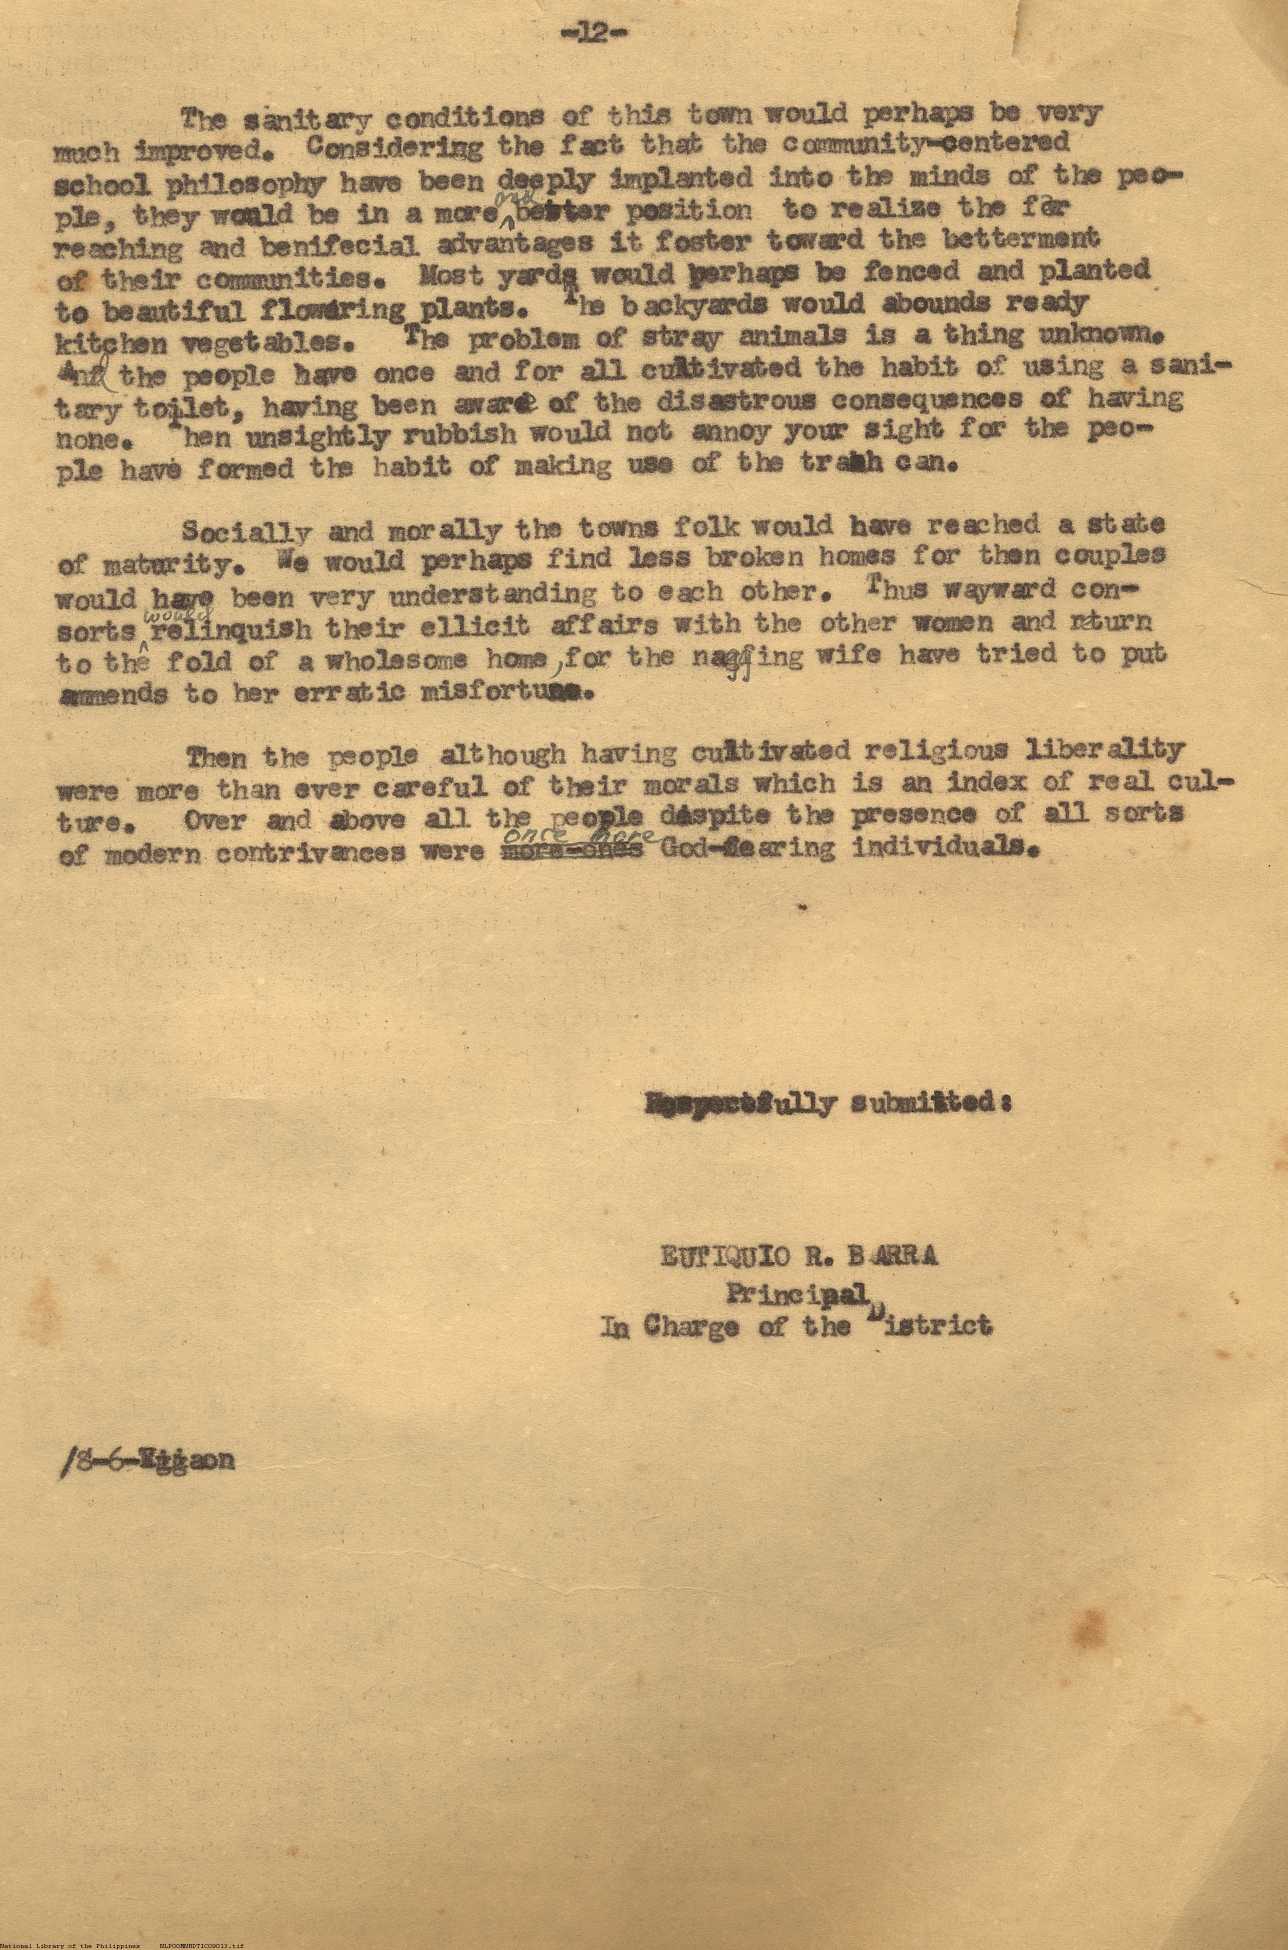 -12-
The sanitary conditions of this town would perhaps be very
much improved. Considering the fact that the community-centered
school philosophy have been deeply implanted into the minds of the peo-
ple, they would be in a more and better position to realize the far
reaching and benifecial advantages it foster toward the betterment
of their communities. Most yards would perhaps be fenced and planted
to beautiful flowering plants. The backyards would abounds ready
kitchen vegetables. The problem of stray animals is a thing unknown.
And the people have once and for all cultivated the habit of using a sani-
tary toilet, having been aware of the disastrous consequences of having
none. Then unsightly rubbish would not annoy your sight for the peo-
ple have formed the habit of making use of the trash can.
Socially and morally the towns folk would have reached a state
of maturity. We would perhaps find less broken homes for then couples
would have been very understanding to each other. Thus wayward con-
sorts would relinquish their ellicit affairs with the other women and return
to the fold of a wholesome home, for the nagging wife have tried to put
ammends to her erratic misfortune.
Then the people although having cultivated religious liberality
were more than ever careful of their morals which is an index of real cul-
ture. Over and above all the people despite the presence of all sorts
of modern contrivances were once more God-fearing individuals.
Respectfully submitted:
EUTIQUIO R. BARRA
Principal
In Charge of the District
/S-6-
National Library of the Philippines